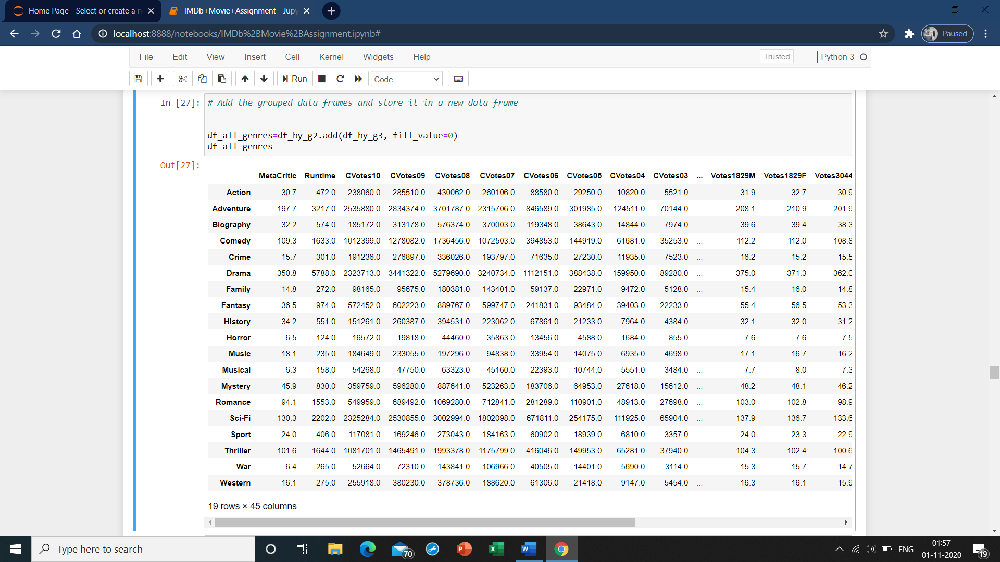 Home Page - Select or create a n
IMDb+Movie+Assignment - Jupy
localhost:8888/notebooks/IMDb%2BMovie%2BAssignment.ipynb#
Paused
File Edit View Insert Cell Kernel Widgets Help
Trusted
Python 3
Run
Code
In [27]:
# Add the grouped data frames and store it in a new data frame
df_all_genres=df_by_g2.add(df_by_g3, fill_value=0)
df_all_genres
Out[27]:
MetaCritic Runtime CVotes10 CVotes09 CVotes08 CVotes07 CVotes06 CVotes05 CVotes04 CVotes03 ... Votes1829M Votes1829F Votes3044
Action 30.7 472.0 238060.0 285510.0 430062.0 260106.0 88580.0 29250.0 10820.0 5521.0 ... 31.9 32.7 30.9
Adventure 197.7 3217.0 2535880.0 2834374.0 3701787.0 2315706.0 846589.0 301985.0 124511.0 70144.0 ... 208.1 210.9 201.9
Biography 32.2 574.0 185172.0 313178.0 576374.0 370003.0 119348.0 38643.0 14844.0 7974.0 ... 39.6 39.4 38.3
Comedy 109.3 1633.0 1012399.0 1278082.0 1736456.0 1072503.0 394853.0 144919.0 61681.0 35253.0 ... 112.2 112.0 108.8
Crime 15.7 301.0 191236.0 276897.0 336026.0 193797.0 71635.0 27230.0 11935.0 7523.0 ... 16.2 15.2 15.5
Drama 350.8 5788.0 2323713.0 3441322.0 5279690.0 3240734.0 1112151.0 388438.0 159950.0 89280.0 ... 375.0 371.3 362.0
Family 14.8 272.0 98165.0 95675.0 180381.0 143401.0 59137.0 22971.0 9472.0 5128.0 ... 15.4 16.0 14.8
Fantasy 36.5 974.0 572452.0 602223.0 889767.0 599747.0 241831.0 93484.0 39403.0 22233.0 ... 55.4 56.5 53.3
History 34.2 551.0 151261.0 260387.0 394531.0 223062.0 67861.0 21233.0 7964.0 4384.0 ... 32.1 32.0 31.2
Horror 6.5 124.0 16572.0 19818.0 44460.0 35863.0 13456.0 4588.0 1684.0 855.0 ... 7.6 7.6 7.5
Music 18.1 235.0 184649.0 233055.0 197296.0 94838.0 33954.0 14075.0 6935.0 4698.0 ... 17.1 16.7 16.2
Musical 6.3 158.0 54268.0 47750.0 63323.0 45160.0 22393.0 10744.0 5551.0 3484.0 ... 7.7 8.0 7.3
Mystery 45.9 830.0 359759.0 596280.0 887641.0 523263.0 183706.0 64953.0 27618.0 15612.0 ... 48.2 48.1 46.2
Romance 94.1 1553.0 549959.0 689492.0 1069280.0 712841.0 281289.0 110901.0 48913.0 27698.0 ... 103.0 102.8 98.9
Sci-Fi 130.3 2202.0 2325284.0 2530855.0 3002994.0 1802098.0 671811.0 254175.0 111925.0 65904.0 ... 137.9 136.7 133.6
Sport 24.0 406.0 117081.0 169246.0 273043.0 184163.0 60902.0 18939.0 6810.0 3357.0 ... 24.0 23.3 22.9
Thriller 101.6 1644.0 1081701.0 1465491.0 1993378.0 1175799.0 416046.0 149953.0 65281.0 37940.0 ... 104.3 102.4 100.6
War 6.4 265.0 52664.0 72310.0 143841.0 106966.0 40505.0 14401.0 5690.0 3114.0 ... 15.3 15.7 14.7
Western 16.1 275.0 255918.0 380230.0 378736.0 188620.0 61306.0 21418.0 9147.0 5454.0 ... 16.3 16.1 15.9
19 rows × 45 columns
Type here to search
70
ENG
01:57
01-11-2020
19